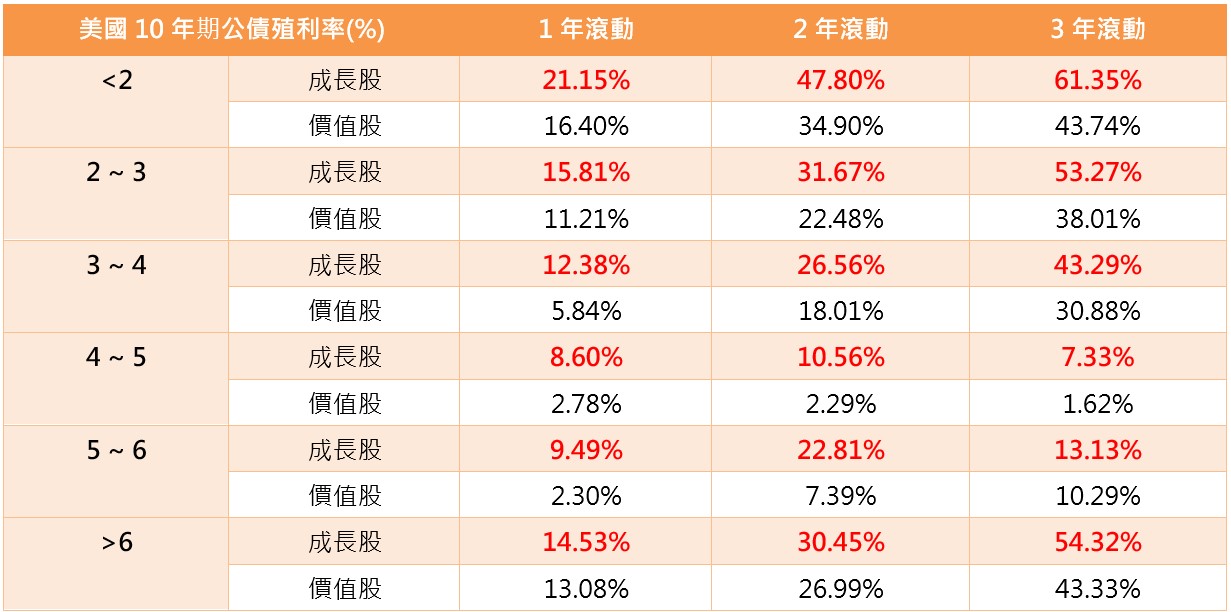 美國 10 年期公債殖利率(%) 1 年滾動 2 年滾動 3 年滾動
<2 成長股 21.15% 47.80% 61.35%
價值股 16.40% 34.90% 43.74%
2 ~ 3 成長股 15.81% 31.67% 53.27%
價值股 11.21% 22.48% 38.01%
3 ~ 4 成長股 12.38% 26.56% 43.29%
價值股 5.84% 18.01% 30.88%
4 ~ 5 成長股 8.60% 10.56% 7.33%
價值股 2.78% 2.29% 1.62%
5 ~ 6 成長股 9.49% 22.81% 13.13%
價值股 2.30% 7.39% 10.29%
>6 成長股 14.53% 30.45% 54.32%
價值股 13.08% 26.99% 43.33%